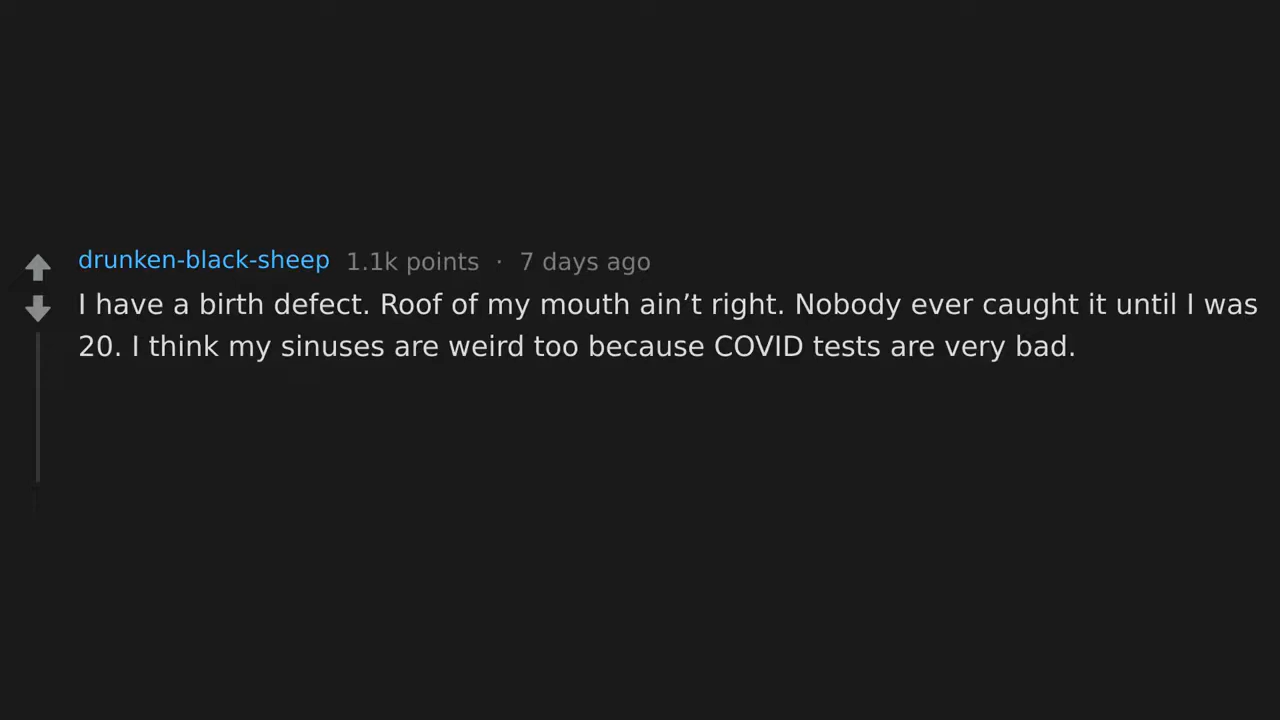 drunken-black-sheep 1.1k points · 7 days ago
I have a birth defect. Roof of my mouth ain’t right. Nobody ever caught it until I was
20. I think my sinuses are weird too because COVID tests are very bad.